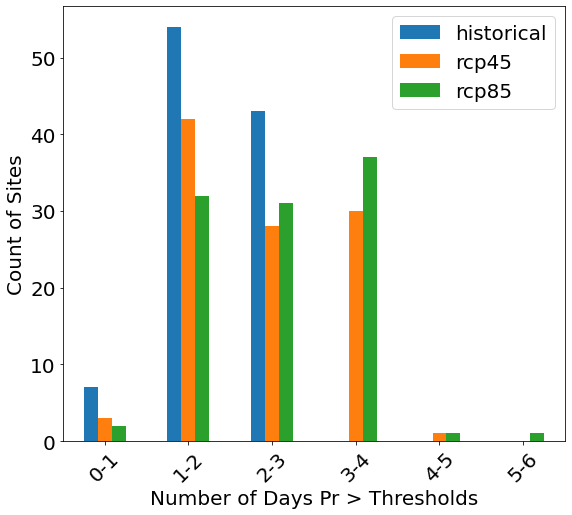 historical
rcp45
rcp85
Count of Sites
50
40
30
20
10
0
0-1
1-2
2-3
3-4
4-5
5-6
Number of Days Pr > Thresholds